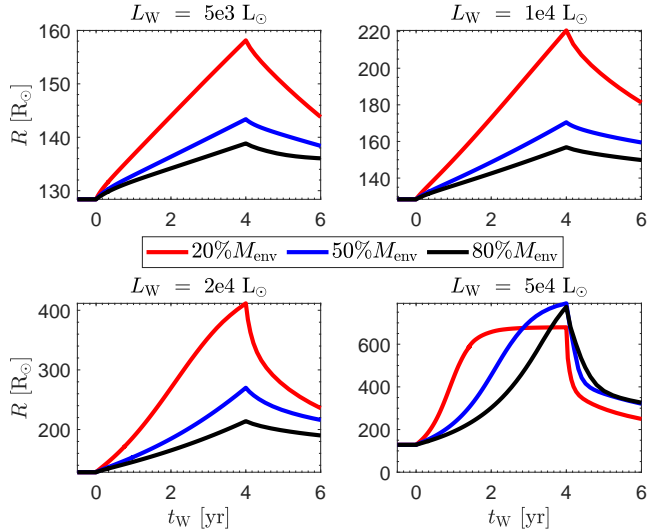 L_W = 5e3 L_⊙
L_W = 1e4 L_⊙
160
150
140
130
R [R_⊙]
0 2 4 6
220
200
180
160
140
0 2 4 6
20%M_env 50%M_env 80%M_env
L_W = 2e4 L_⊙
L_W = 5e4 L_⊙
400
300
200
R [R_⊙]
0 2 4 6
t_W [yr]
600
400
200
0
0 2 4 6
t_W [yr]